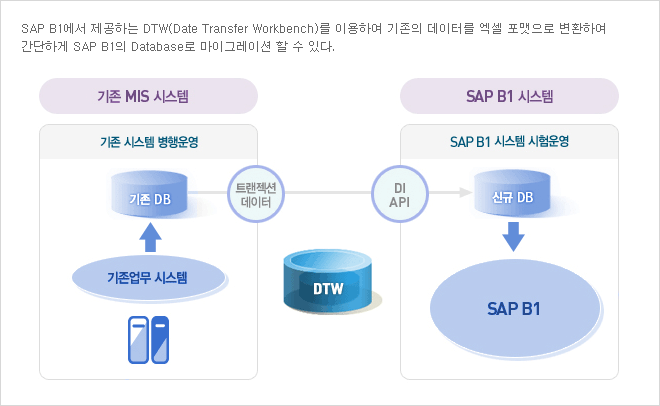 SAP B1에서 제공하는 DTW(Date Transfer Workbench)를 이용하여 기존의 데이터를 엑셀 포맷으로 변환하여
간단하게 SAP B1의 Database로 마이그레이션 할 수 있다.
기존 MIS 시스템
SAP B1 시스템
기존 시스템 병행운영
SAP B1 시스템 시험운영
기존 DB
트랜젝션
데이터
DI
API
신규 DB
기존업무 시스템
DTW
SAP B1